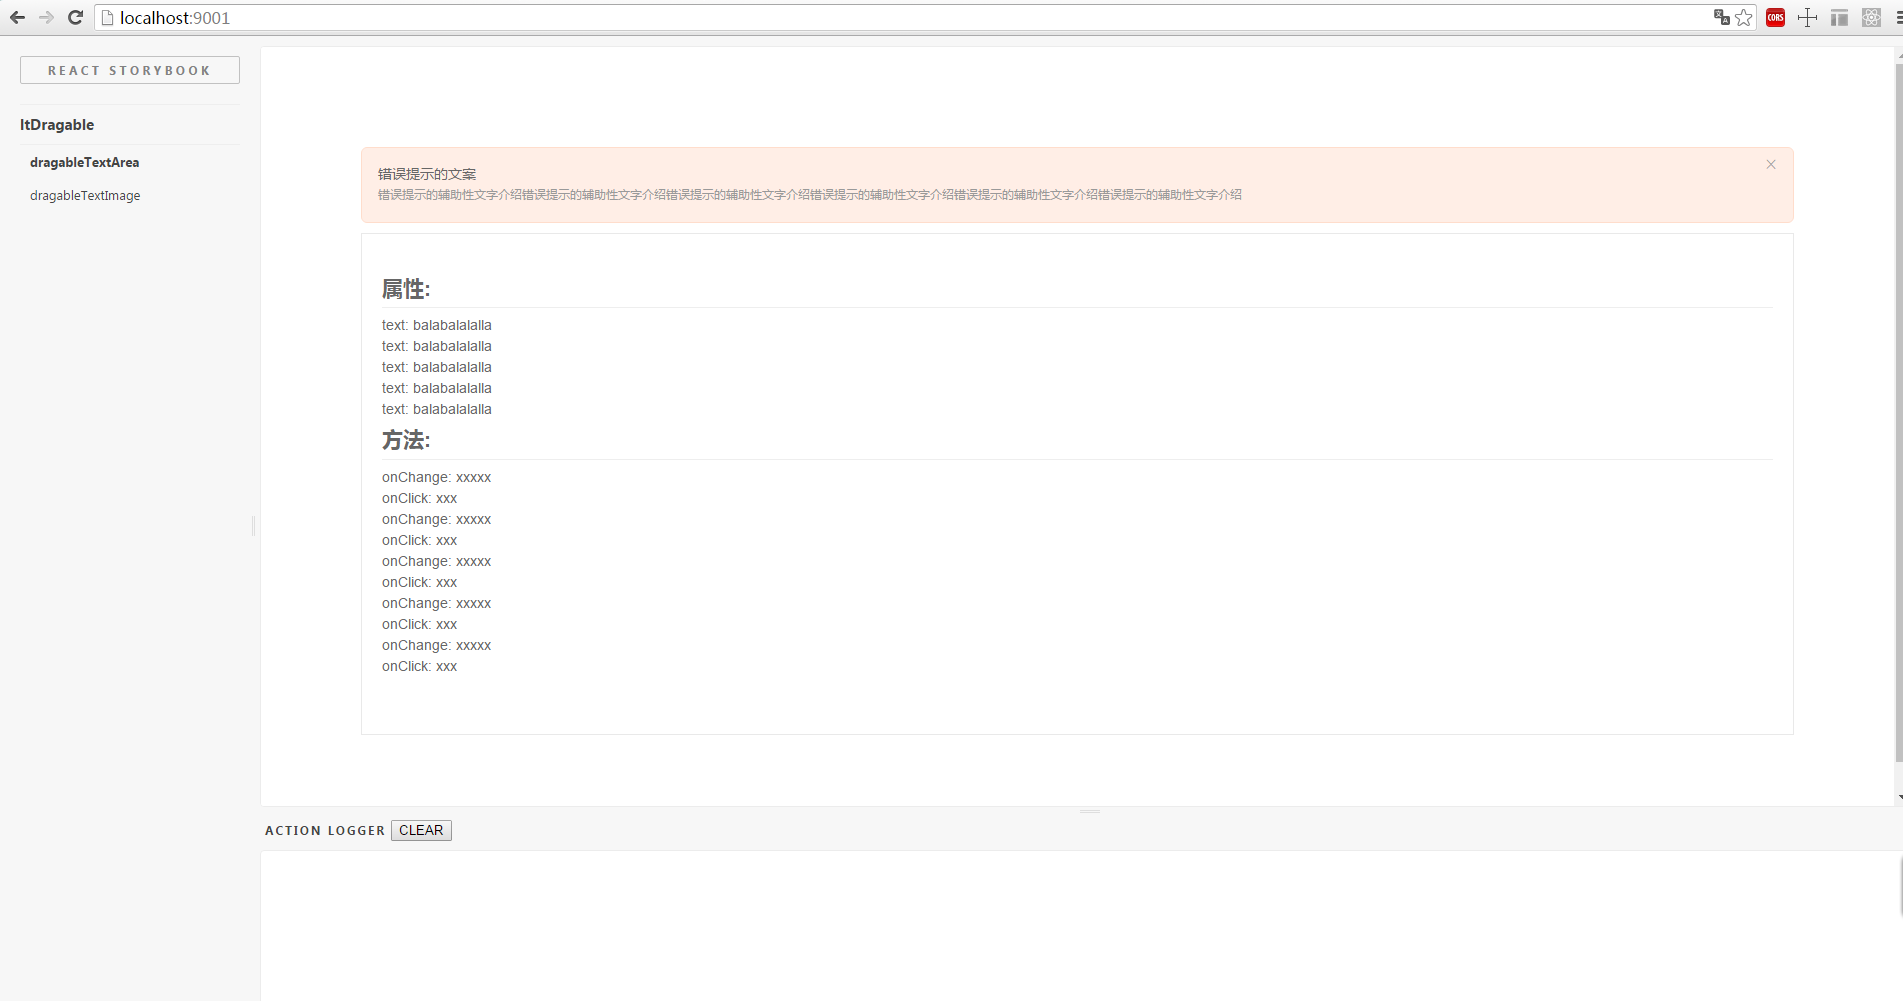 localhost:9001
CORS
REACT STORYBOOK
ltDragable
dragableTextArea
dragableTextImage
错误提示的文案
错误提示的辅助性文字介绍错误提示的辅助性文字介绍错误提示的辅助性文字介绍错误提示的辅助性文字介绍错误提示的辅助性文字介绍错误提示的辅助性文字介绍
属性:
text: balabalalalla
text: balabalalalla
text: balabalalalla
text: balabalalalla
text: balabalalalla
方法:
onChange: xxxxx
onClick: xxx
onChange: xxxxx
onClick: xxx
onChange: xxxxx
onClick: xxx
onChange: xxxxx
onClick: xxx
onChange: xxxxx
onClick: xxx
ACTION LOGGER CLEAR